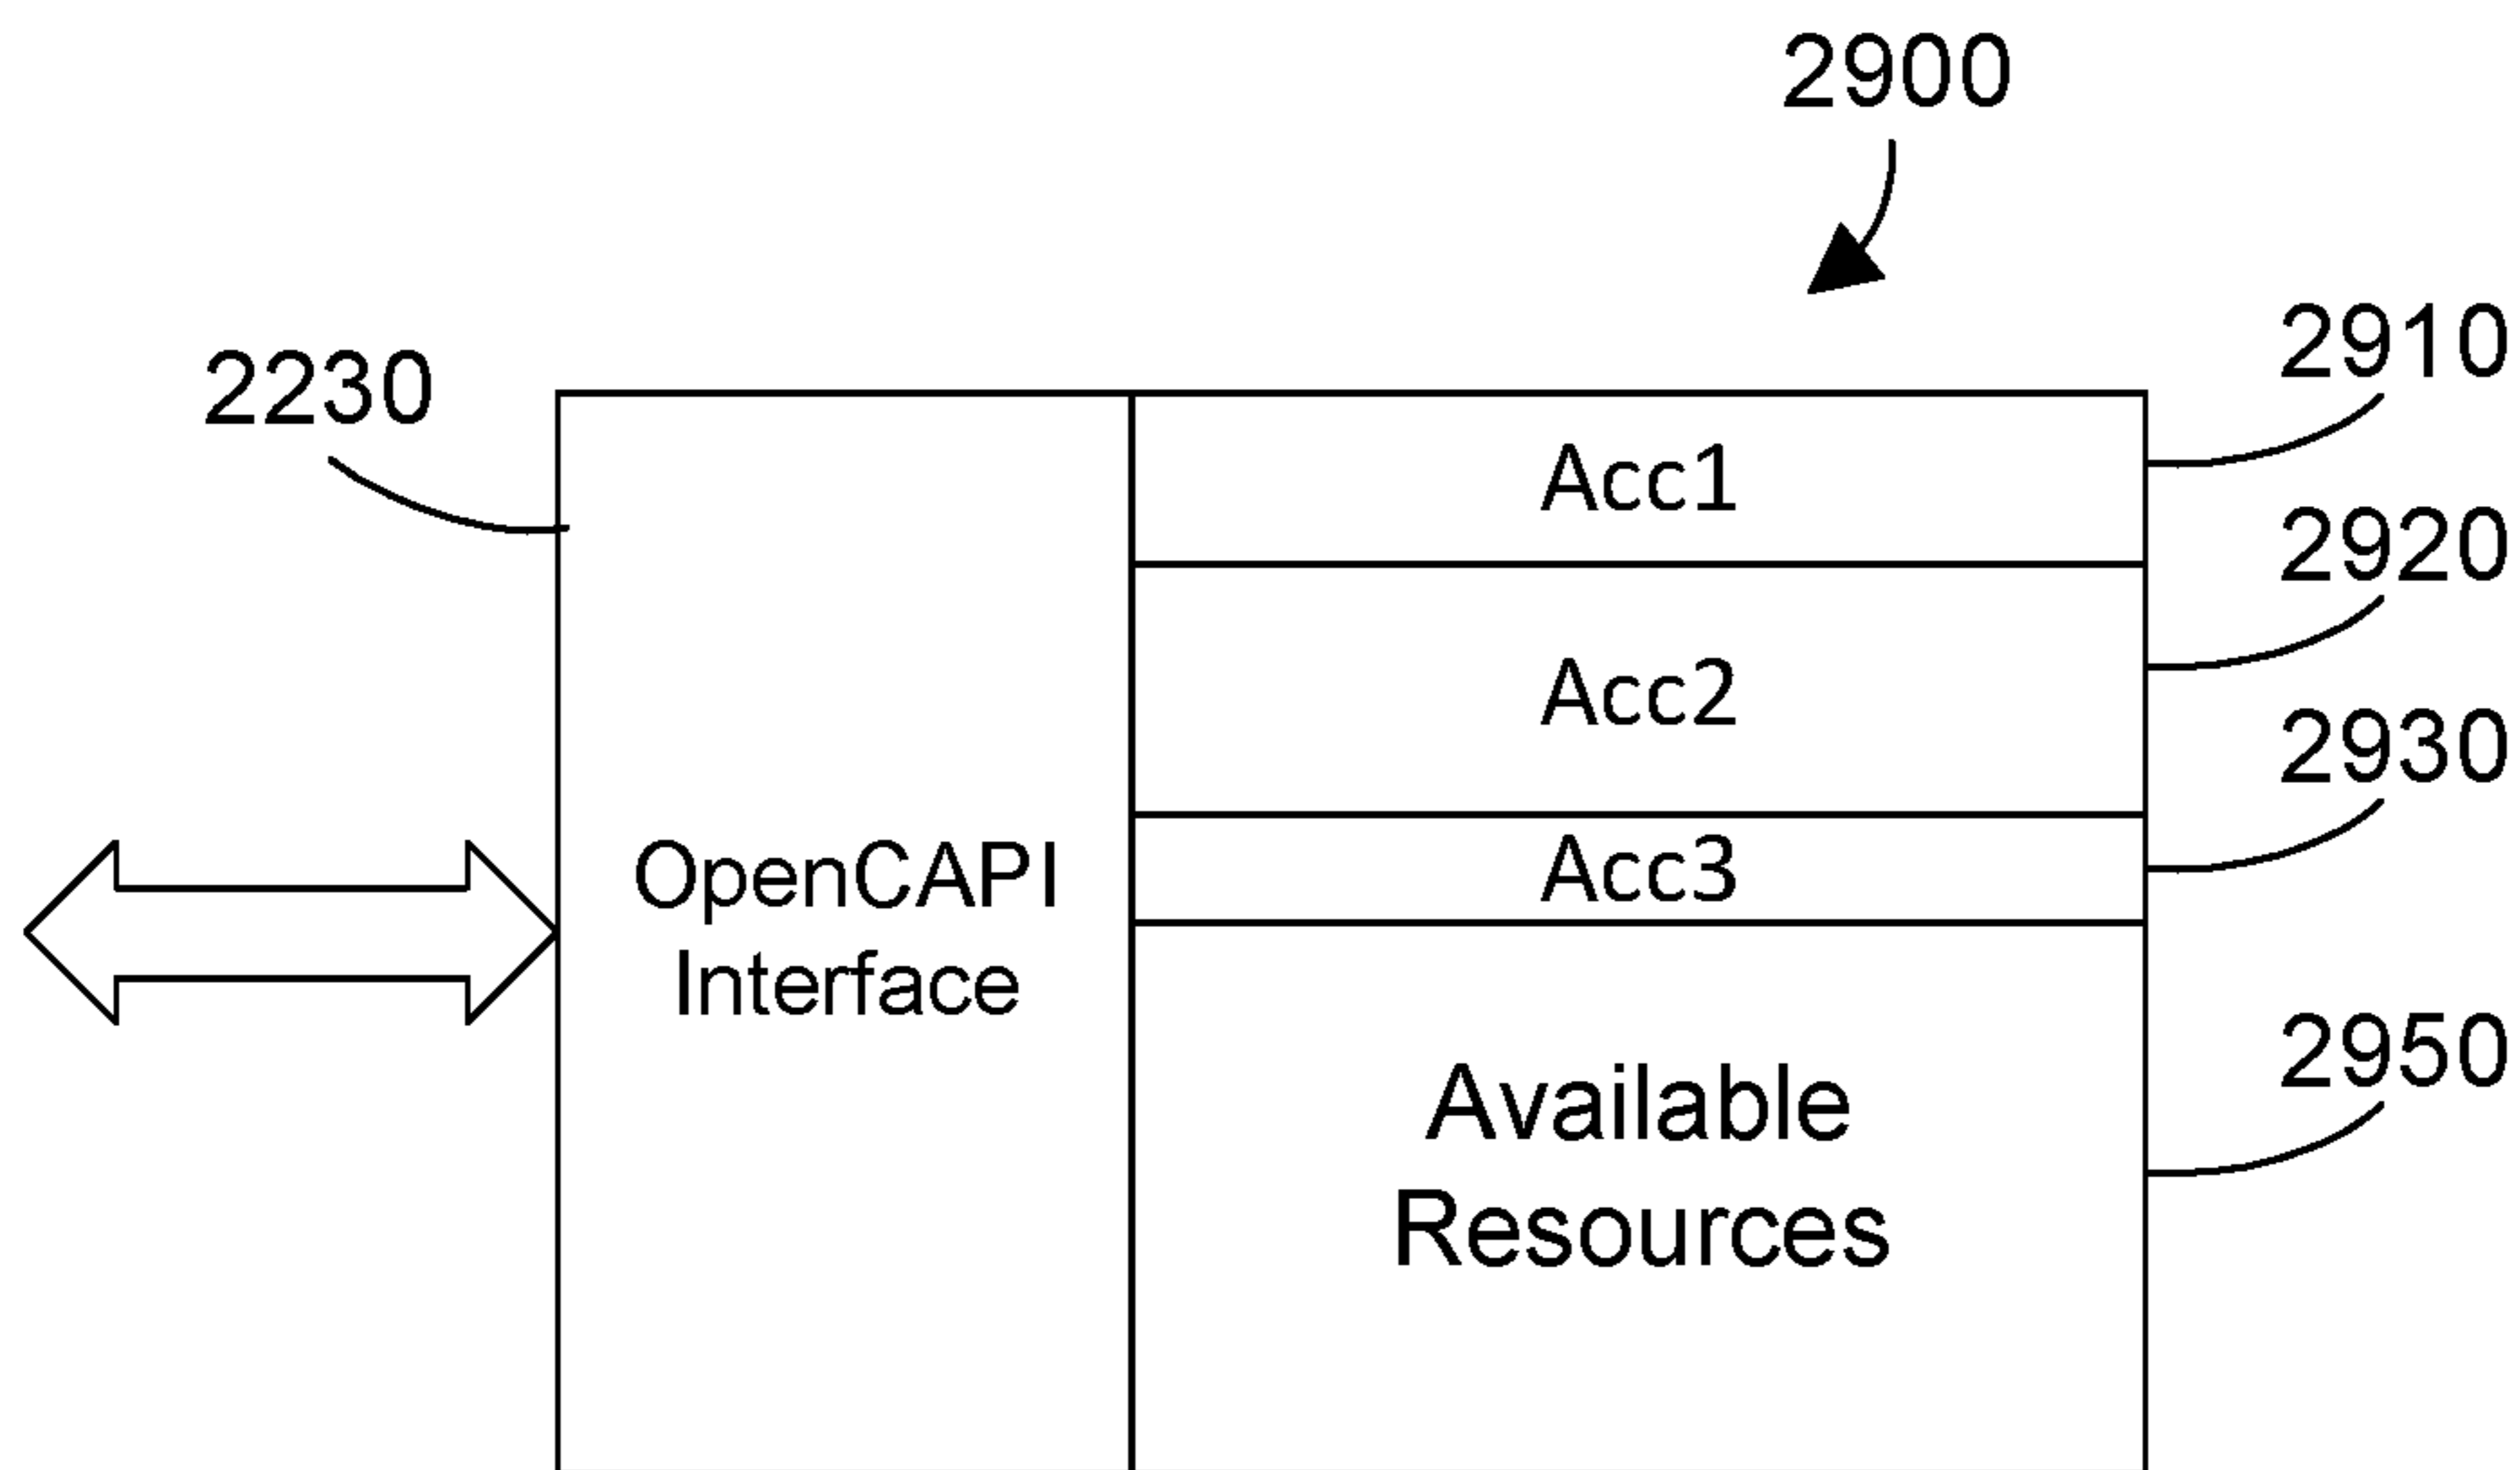 2900
2910
2230
Acc1
2920
Acc2
2930
Acc3
OpenCAPI
Interface
2950
Available
Resources